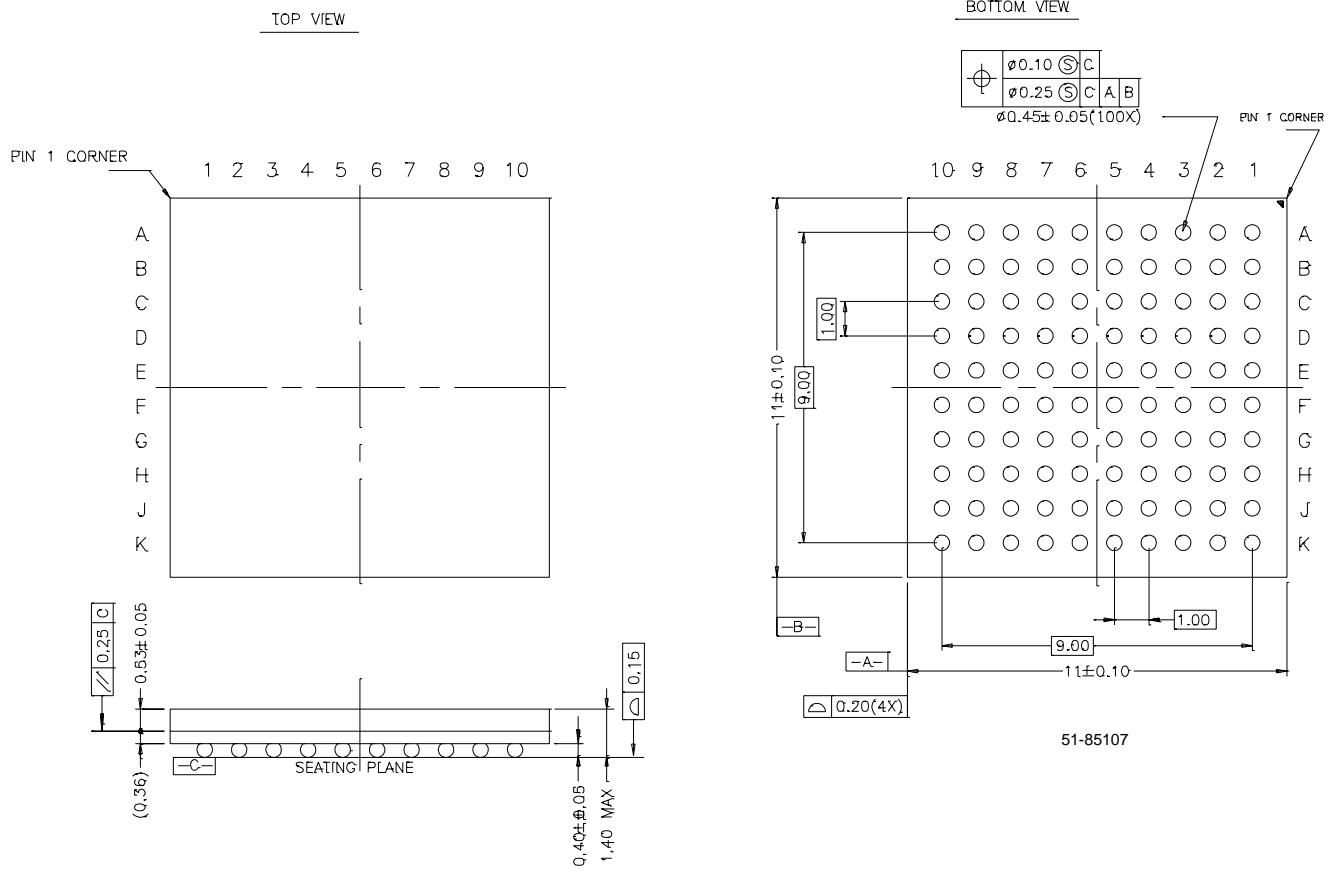 TOP VIEW
BOTTOM VIEW
Ø0.10 Ⓢ C
Ø0.25 Ⓢ C A B
Ø0.45±0.05(100X)
PIN 1 CORNER
PIN 1 CORNER
1 2 3 4 5 6 7 8 9 10
10 9 8 7 6 5 4 3 2 1
A
B
C
D
E
F
G
H
J
K
A
B
C
D
E
F
G
H
J
K
1.00
9.00
11±0.10
-B-
1.00
9.00
-A-
11±0.10
0.20(4X)
// 0.25 C
0.53±0.05
(0.36)
-C-
SEATING PLANE
0.15
0.40±0.05
1.40 MAX
51-85107